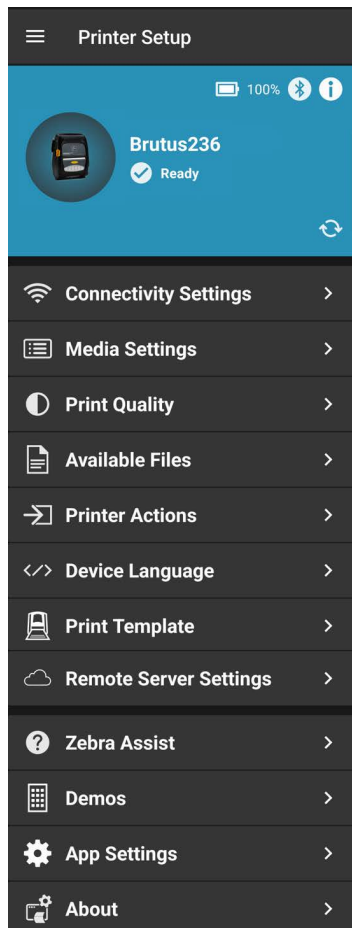 Printer Setup
100%
Brutus236
Ready
Connectivity Settings
Media Settings
Print Quality
Available Files
Printer Actions
Device Language
Print Template
Remote Server Settings
Zebra Assist
Demos
App Settings
About